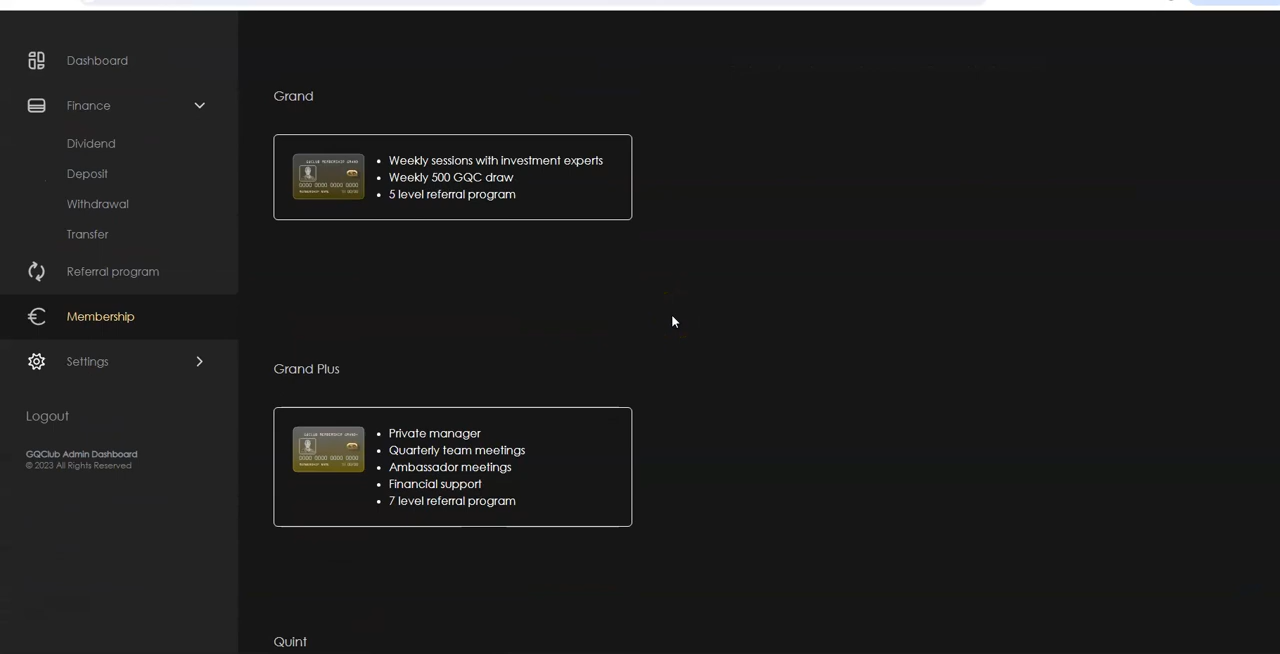 Dashboard
Finance
Dividend
Deposit
Withdrawal
Transfer
Referral program
Membership
Settings
Logout
GQClub Admin Dashboard
© 2023 All Rights Reserved
Grand
Weekly sessions with investment experts
Weekly 500 GQC draw
5 level referral program
Grand Plus
Private manager
Quarterly team meetings
Ambassador meetings
Financial support
7 level referral program
Quint